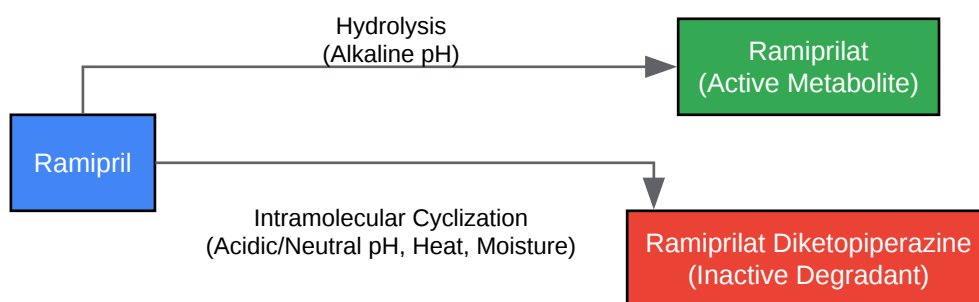 Hydrolysis
(Alkaline pH)
Ramiprilat
(Active Metabolite)
Ramipril
Intramolecular Cyclization
(Acidic/Neutral pH, Heat, Moisture)
Ramiprilat Diketopiperazine
(Inactive Degradant)